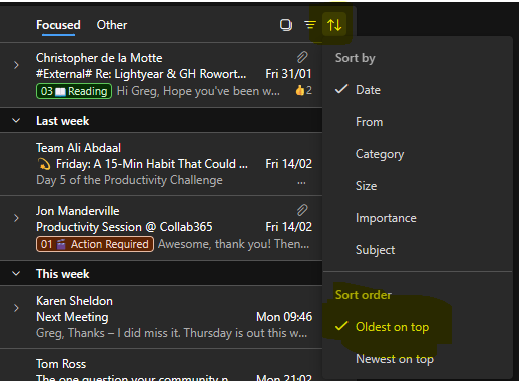 Focused Other
Christopher de la Motte
#External# Re: Lightyear & GH Rowort... Fri 31/01
03 📖 Reading Hi Greg, Hope you've been w... 👍2
Last week
Team Ali Abdaal
💫 Friday: A 15-Min Habit That Could ... Fri 14/02
Day 5 of the Productivity Challenge ...
Jon Manderville
Productivity Session @ Collab365 Fri 14/02
01 Action Required Awesome, thank you! Then...
This week
Karen Sheldon
Next Meeting Mon 09:46
Greg, Thanks – I did miss it. Thursday is out this w...
Tom Ross
The one question your community n... Mon 21:02
Sort by
Date
From
Category
Size
Importance
Subject
Sort order
Oldest on top
Newest on top